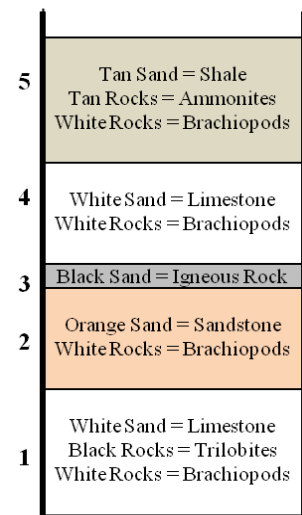 5
Tan Sand = Shale
Tan Rocks = Ammonites
White Rocks = Brachiopods
4
White Sand = Limestone
White Rocks = Brachiopods
3
Black Sand = Igneous Rock
2
Orange Sand = Sandstone
White Rocks = Brachiopods
1
White Sand = Limestone
Black Rocks = Trilobites
White Rocks = Brachiopods